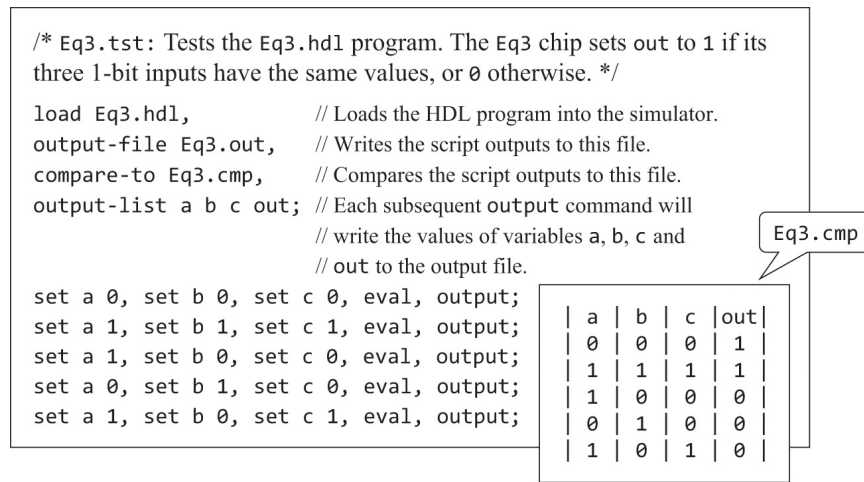 /* Eq3.tst: Tests the Eq3.hdl program. The Eq3 chip sets out to 1 if its
three 1-bit inputs have the same values, or 0 otherwise. */
load Eq3.hdl, // Loads the HDL program into the simulator.
output-file Eq3.out, // Writes the script outputs to this file.
compare-to Eq3.cmp, // Compares the script outputs to this file.
output-list a b c out; // Each subsequent output command will
// write the values of variables a, b, c and
// out to the output file.
set a 0, set b 0, set c 0, eval, output;
set a 1, set b 1, set c 1, eval, output;
set a 1, set b 0, set c 0, eval, output;
set a 0, set b 1, set c 0, eval, output;
set a 1, set b 0, set c 1, eval, output;
Eq3.cmp
| a | b | c |out|
| 0 | 0 | 0 | 1 |
| 1 | 1 | 1 | 1 |
| 1 | 0 | 0 | 0 |
| 0 | 1 | 0 | 0 |
| 1 | 0 | 1 | 0 |